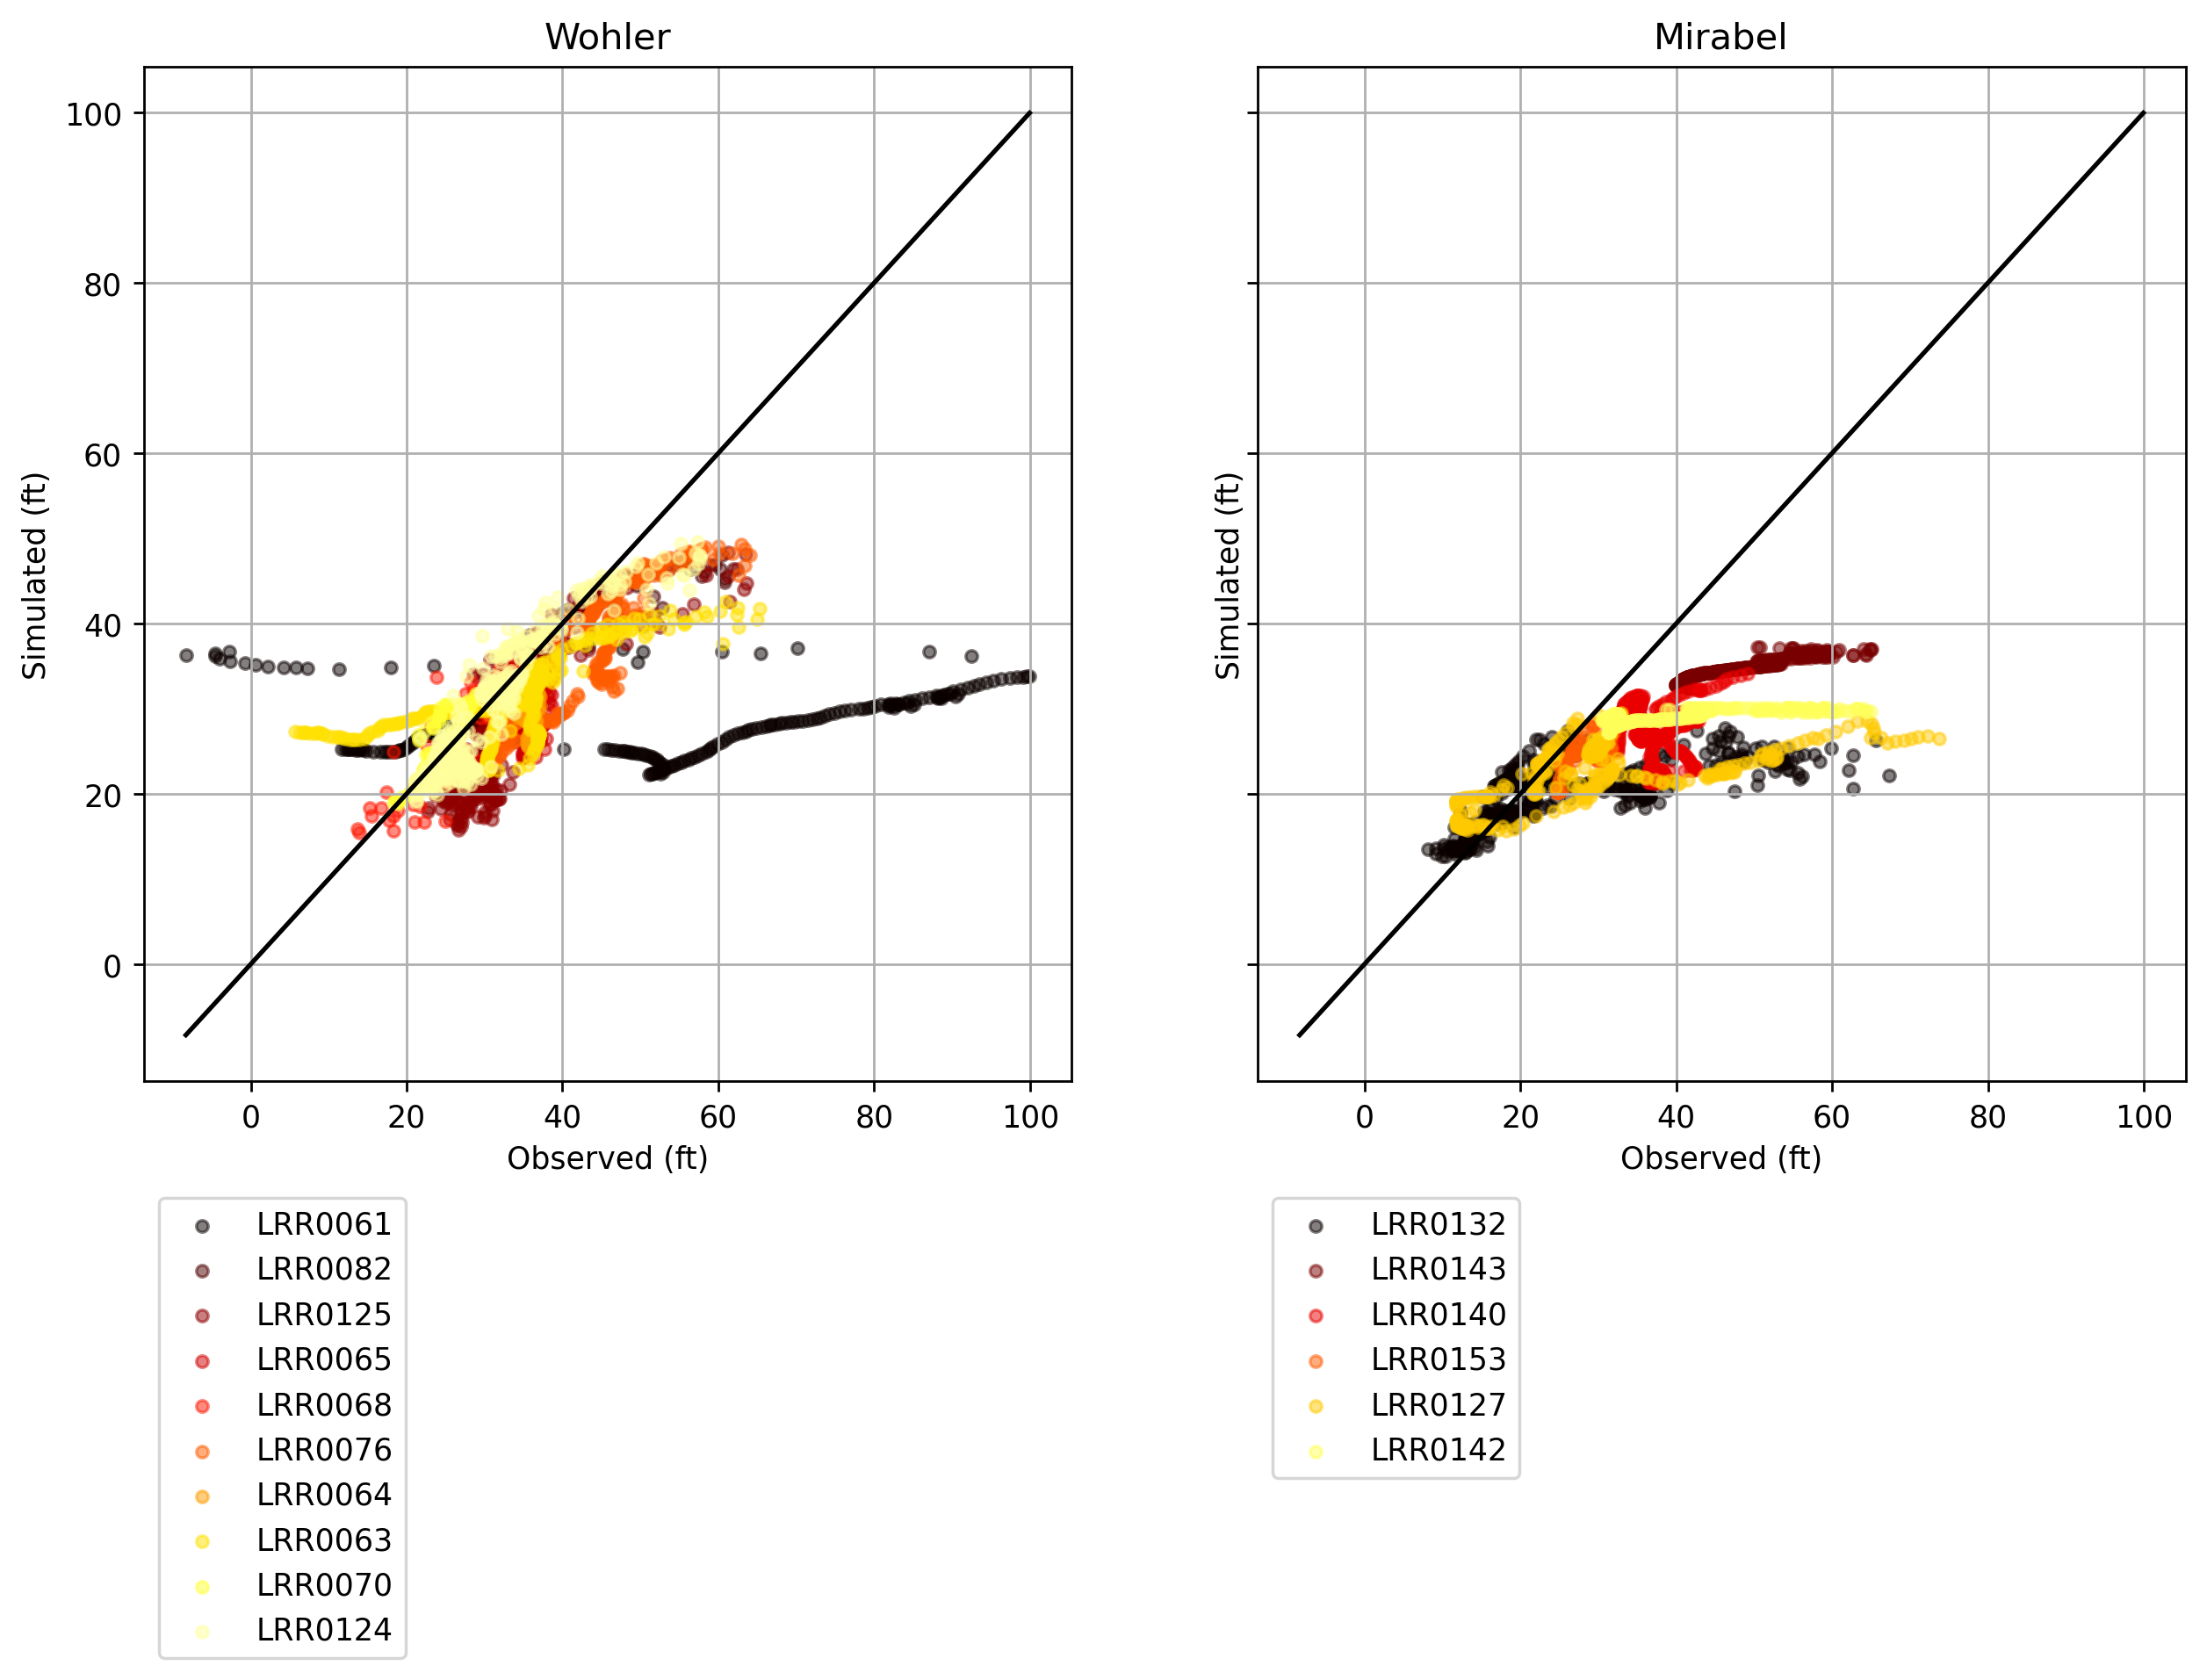 Wohler
100
80
60
40
20
0
Simulated (ft)
0 20 40 60 80 100
Observed (ft)
LRR0061
LRR0082
LRR0125
LRR0065
LRR0068
LRR0076
LRR0064
LRR0063
LRR0070
LRR0124
Mirabel
Simulated (ft)
0 20 40 60 80 100
Observed (ft)
LRR0132
LRR0143
LRR0140
LRR0153
LRR0127
LRR0142